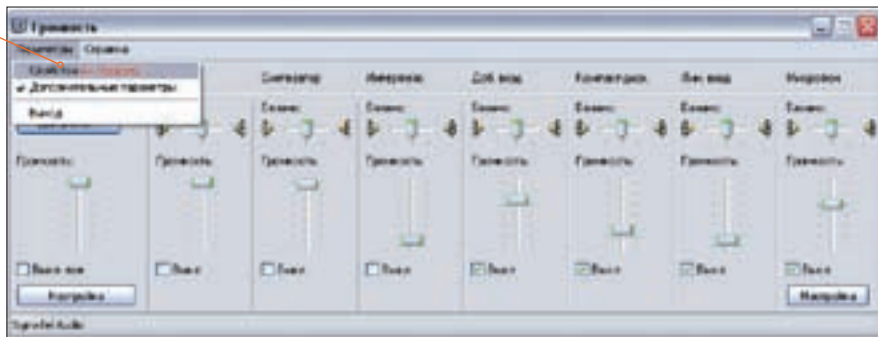 Громкость
Параметры Справка
Свойства
Дополнительные параметры
Выход
Синтезатор
Интервейс
Доб. вход
Компакт-диск
Лин. вход
Микрофон
Баланс: Баланс: Баланс: Баланс: Баланс: Баланс:
Громкость: Громкость: Громкость: Громкость: Громкость: Громкость: Громкость: Громкость:
Выкл. все Выкл. Выкл. Выкл. Выкл. Выкл. Выкл. Выкл.
Настройка Настройка
SigmaTel Audio